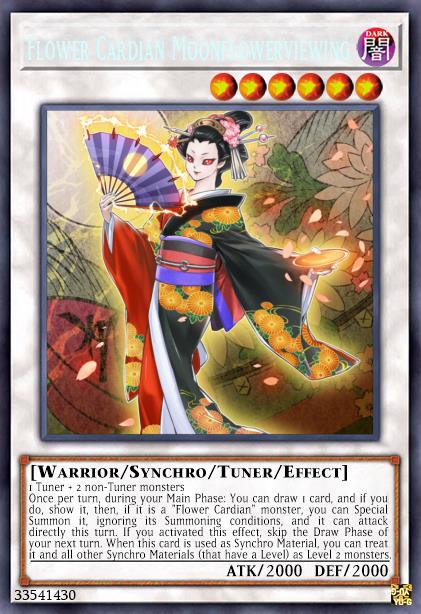 Flower Cardian Moonflowerviewing
DARK
闇
[Warrior/Synchro/Tuner/Effect]
1 Tuner + 2 non-Tuner monsters
Once per turn, during your Main Phase: You can draw 1 card, and if you
do, show it, then, if it is a "Flower Cardian" monster, you can Special
Summon it, ignoring its Summoning conditions, and it can attack
directly this turn. If you activated this effect, skip the Draw Phase of
your next turn. When this card is used as Synchro Material, you can treat
it and all other Synchro Materials (that have a Level) as Level 2 monsters.
ATK/2000 DEF/2000
33541430